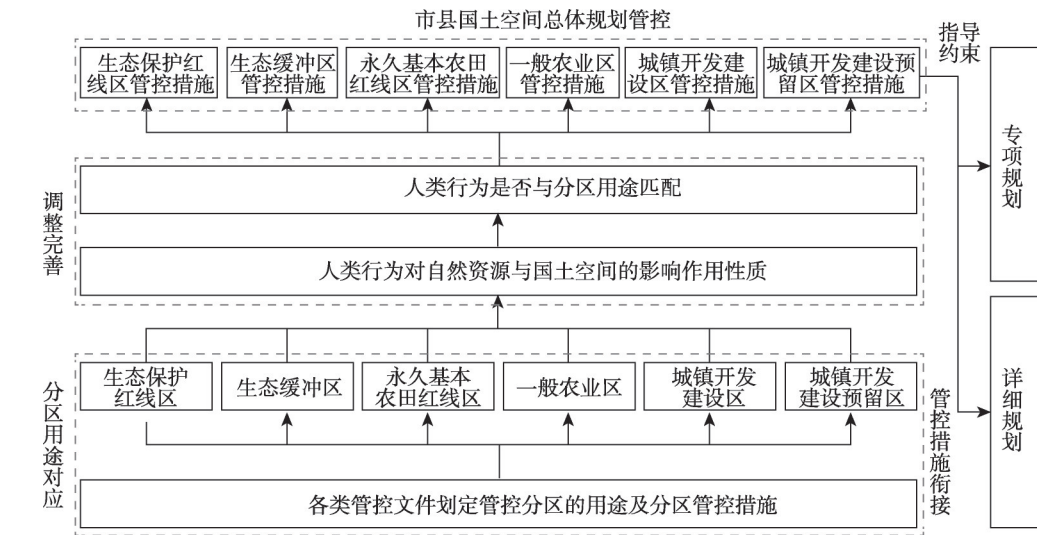 市县国土空间总体规划管控
指导
约束
生态保护红
线区管控措施
生态缓冲区
管控措施
永久基本农田
红线区管控措施
一般农业区
管控措施
城镇开发建
设区管控措施
城镇开发建设预
留区管控措施
专项规划
调整完善
人类行为是否与分区用途匹配
人类行为对自然资源与国土空间的影响作用性质
分区用途对应
生态保护
红线区
生态缓冲区
永久基本
农田红线区
一般农业区
城镇开发
建设区
城镇开发
建设预留区
管控措施衔接
详细规划
各类管控文件划定管控分区的用途及分区管控措施